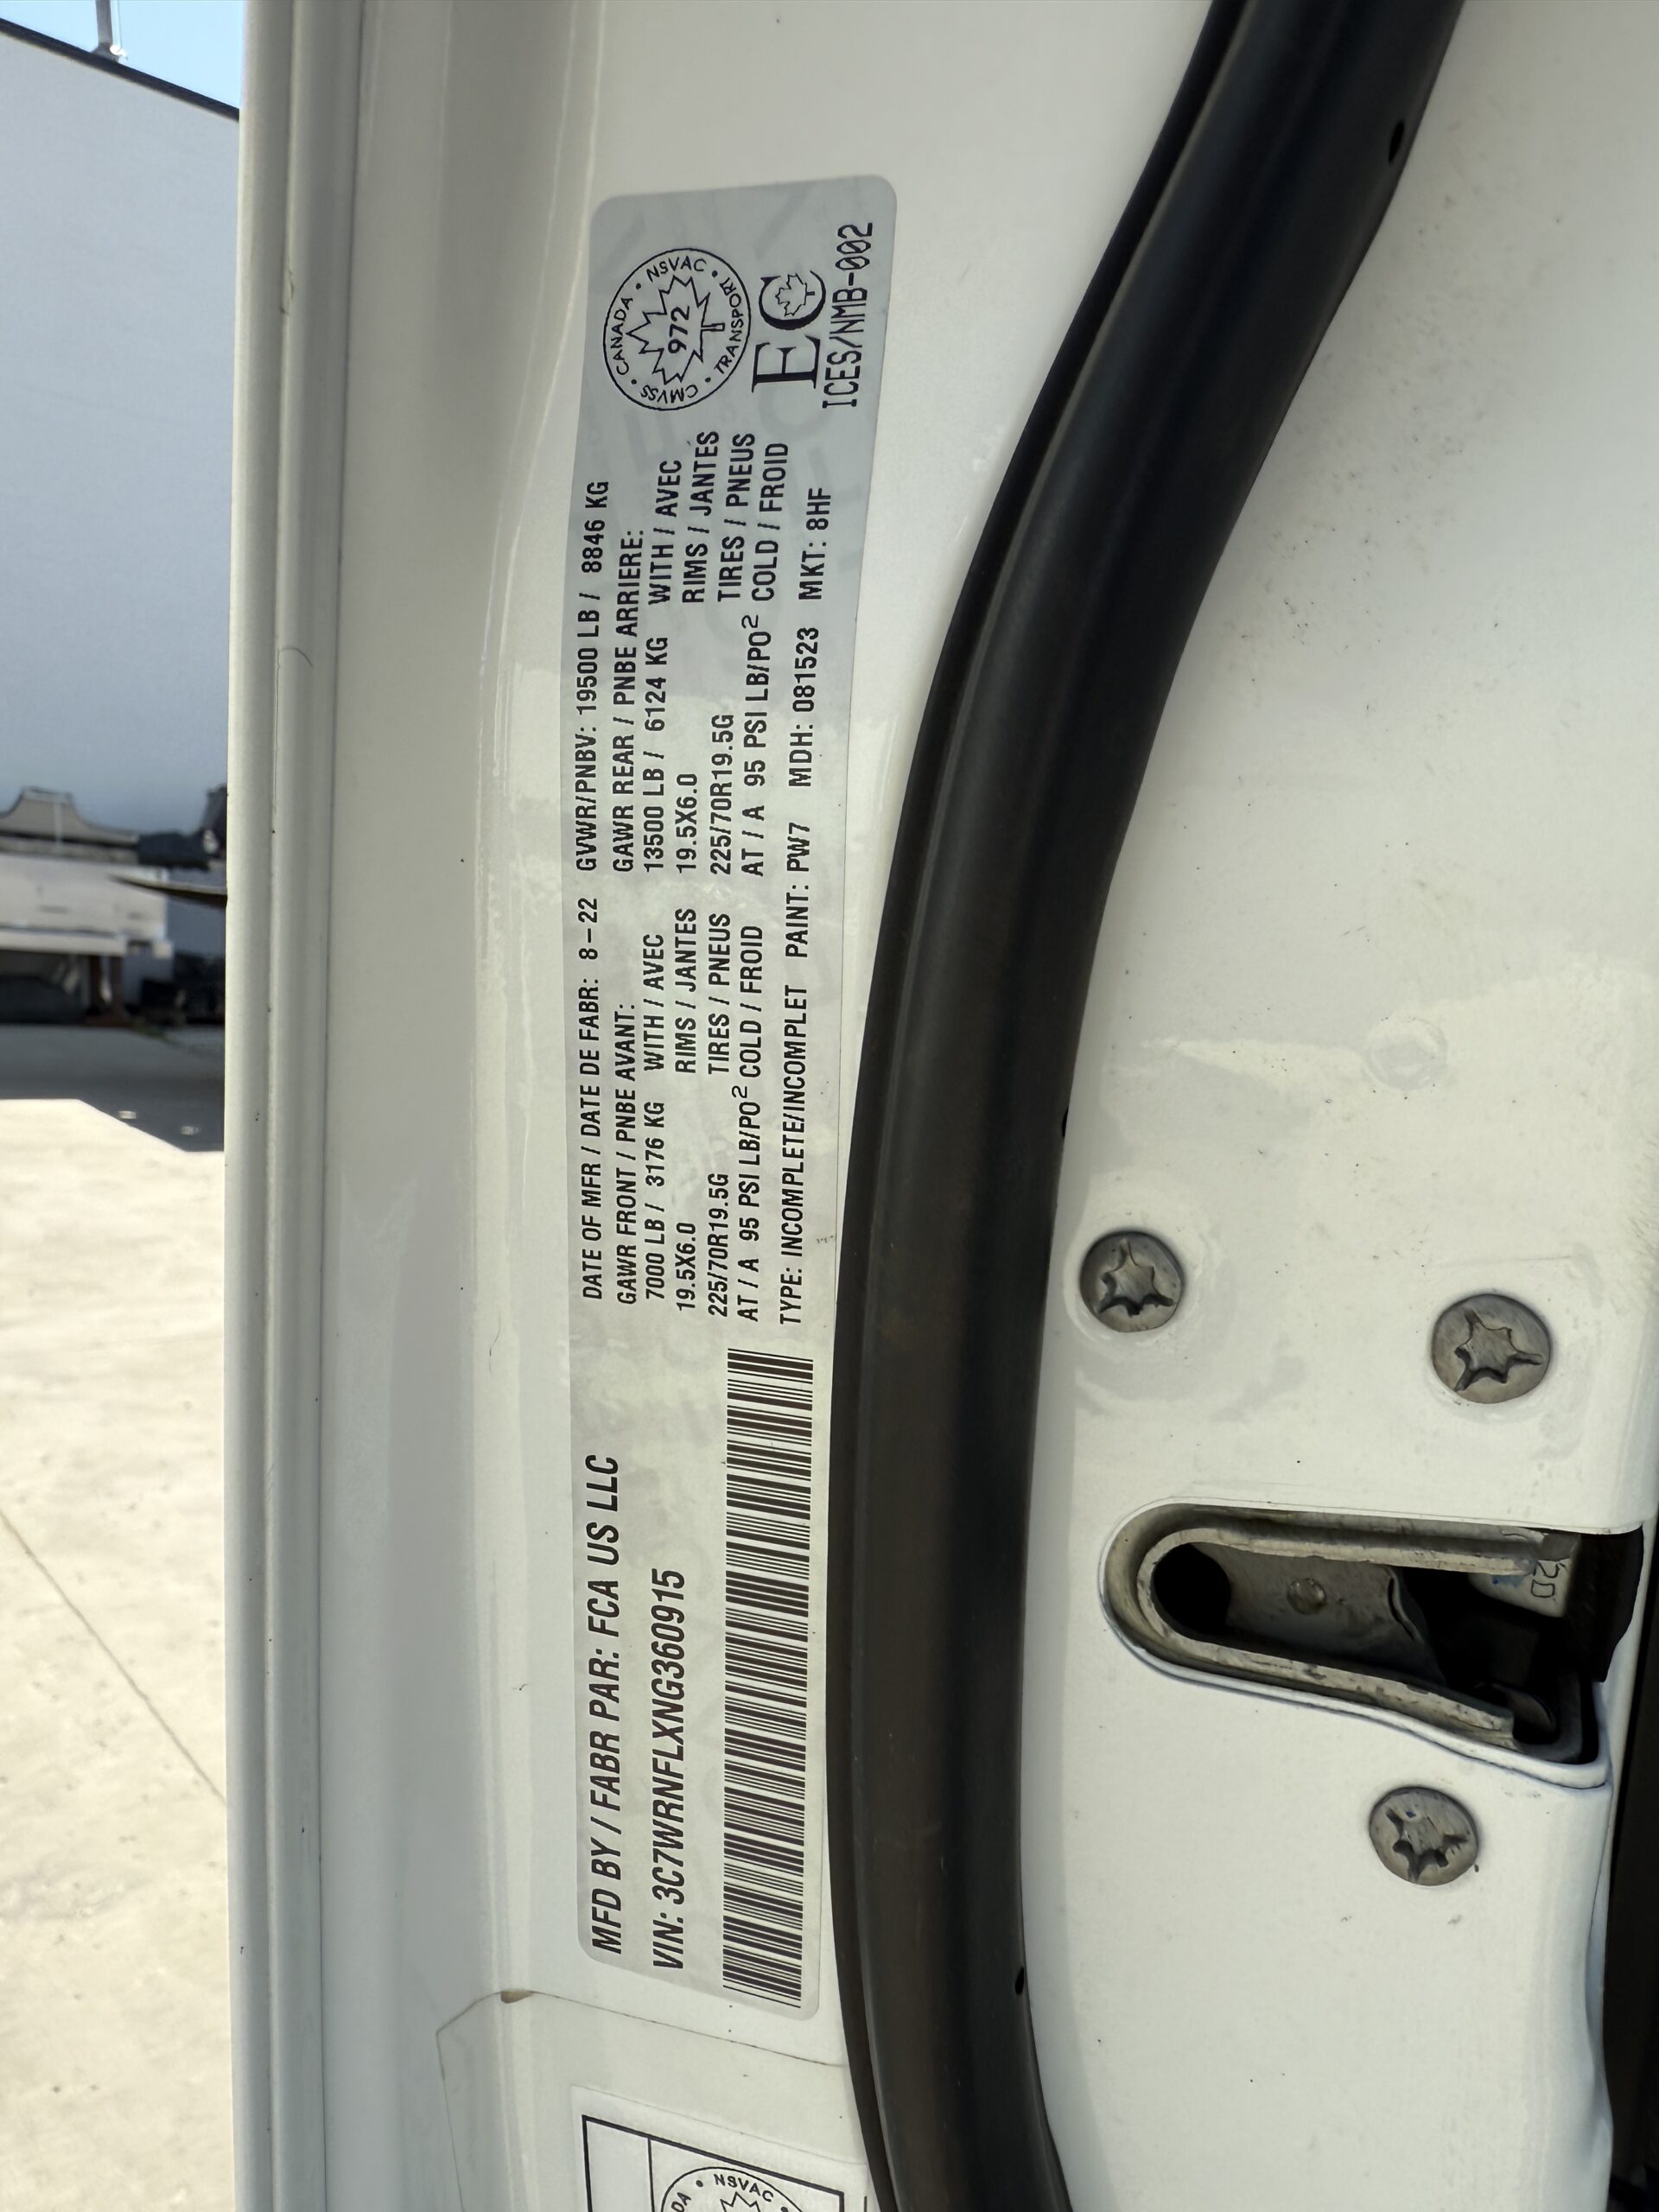 MFD BY / FABR PAR: FCA US LLC
VIN: 3C7WRNFLXNG360915
DATE OF MFR / DATE DE FABR: 8-22 GVWR/PNBV: 19500 LB / 8846 KG
GAWR FRONT / PNBE AVANT:
7000 LB / 3176 KG WITH / AVEC
19.5X6.0 RIMS / JANTES
225/70R19.5G TIRES / PNEUS
AT / A 95 PSI LB/PO² COLD / FROID
GAWR REAR / PNBE ARRIERE:
13500 LB / 6124 KG WITH / AVEC
19.5X6.0 RIMS / JANTES
225/70R19.5G TIRES / PNEUS
AT / A 95 PSI LB/PO² COLD / FROID
TYPE: INCOMPLETE/INCOMPLET PAINT: PW7 MDH: 081523 MKT: 8HF
CANADA • NSVAC • TRANSPORT • CMVSS •
972
EC
ICES/NMB-002
NSVAC